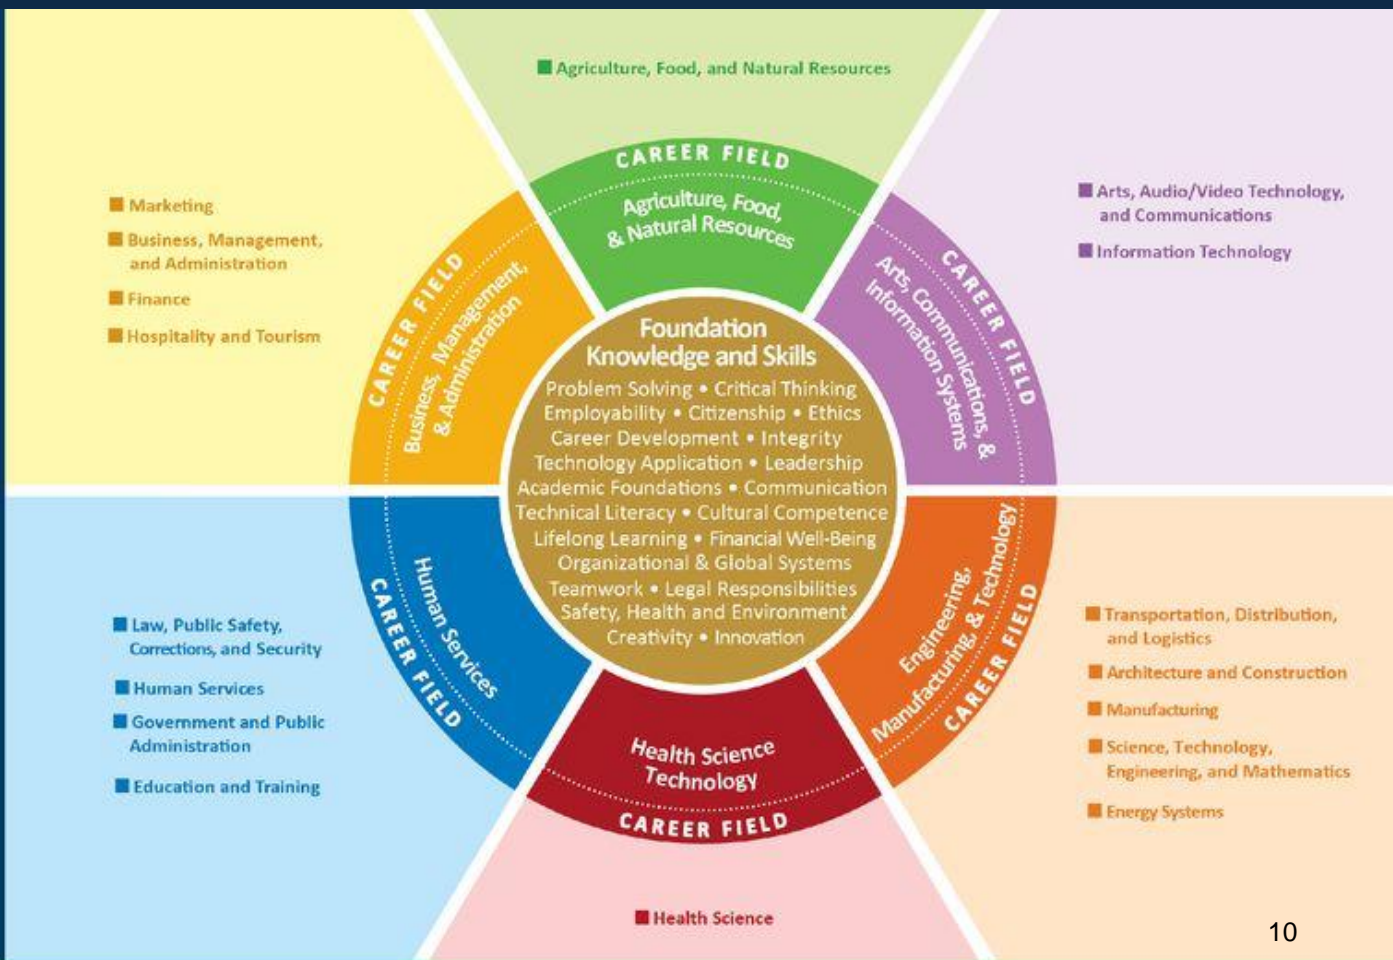 Agriculture, Food, and Natural Resources
CAREER FIELD
Agriculture, Food,
& Natural Resources
Arts, Audio/Video Technology,
and Communications
Information Technology
CAREER FIELD
Arts, Communications, &
Information Systems
Marketing
Business, Management,
and Administration
Finance
Hospitality and Tourism
CAREER FIELD
Business, Management,
& Administration
Foundation
Knowledge and Skills
Problem Solving • Critical Thinking
Employability • Citizenship • Ethics
Career Development • Integrity
Technology Application • Leadership
Academic Foundations • Communication
Technical Literacy • Cultural Competence
Lifelong Learning • Financial Well-Being
Organizational & Global Systems
Teamwork • Legal Responsibilities
Safety, Health and Environment
Creativity • Innovation
Law, Public Safety,
Corrections, and Security
Human Services
Government and Public
Administration
Education and Training
CAREER FIELD
Human Services
Engineering,
Manufacturing, & Technology
CAREER FIELD
Transportation, Distribution,
and Logistics
Architecture and Construction
Manufacturing
Science, Technology,
Engineering, and Mathematics
Energy Systems
Health Science
Technology
CAREER FIELD
Health Science
10